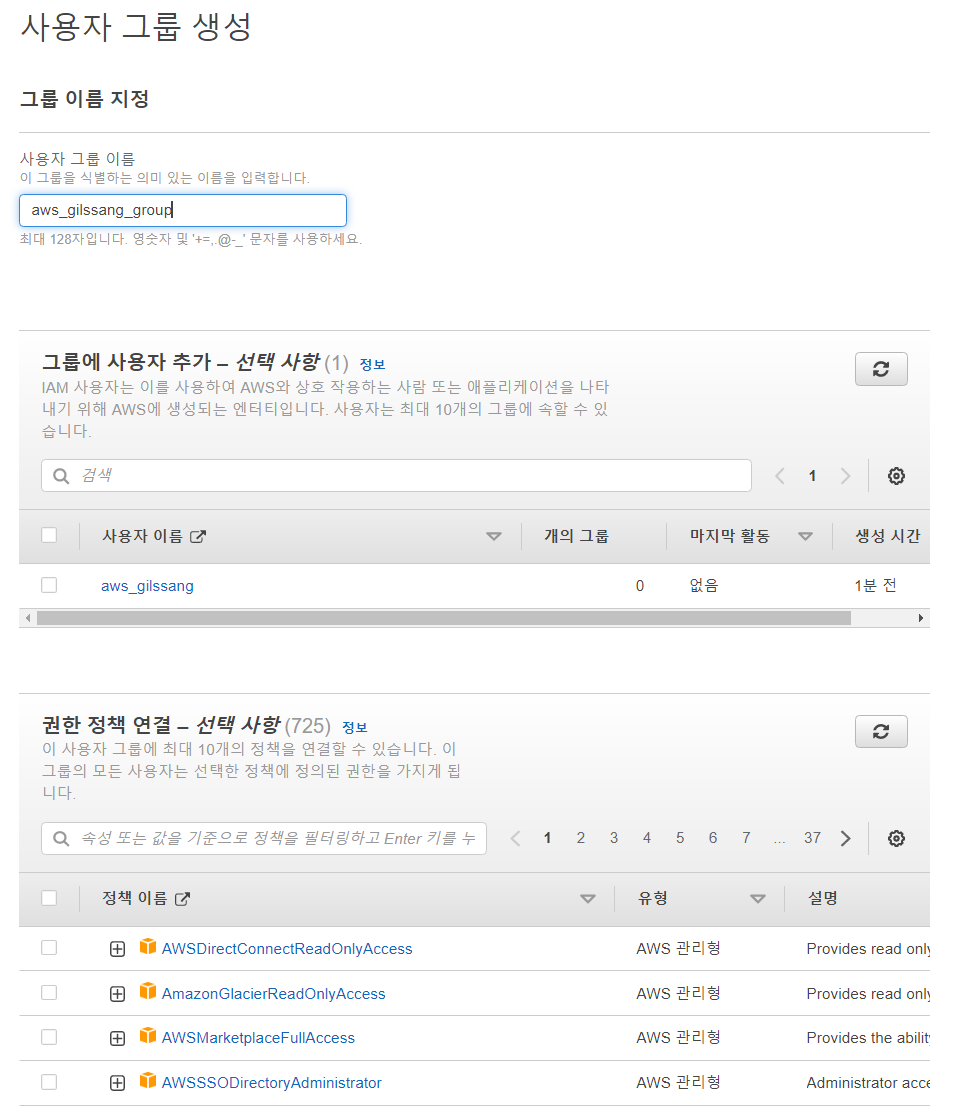 사용자 그룹 생성
그룹 이름 지정
사용자 그룹 이름
이 그룹을 식별하는 의미 있는 이름을 입력합니다.
aws_gilssang_group
최대 128자입니다. 영숫자 및 '+=,.@-_' 문자를 사용하세요.
그룹에 사용자 추가 – 선택 사항 (1) 정보
IAM 사용자는 이를 사용하여 AWS와 상호 작용하는 사람 또는 애플리케이션을 나타
내기 위해 AWS에 생성되는 엔터티입니다. 사용자는 최대 10개의 그룹에 속할 수 있
습니다.
검색 1
사용자 이름 개의 그룹 마지막 활동 생성 시간
aws_gilssang 0 없음 1분 전
권한 정책 연결 – 선택 사항 (725) 정보
이 사용자 그룹에 최대 10개의 정책을 연결할 수 있습니다. 이
그룹의 모든 사용자는 선택한 정책에 정의된 권한을 가지게 됩
니다.
속성 또는 값을 기준으로 정책을 필터링하고 Enter 키를 누 1 2 3 4 5 6 7 ... 37
정책 이름 유형 설명
AWSDirectConnectReadOnlyAccess AWS 관리형 Provides read only
AmazonGlacierReadOnlyAccess AWS 관리형 Provides read only
AWSMarketplaceFullAccess AWS 관리형 Provides the abilit
AWSSSODirectoryAdministrator AWS 관리형 Administrator acce